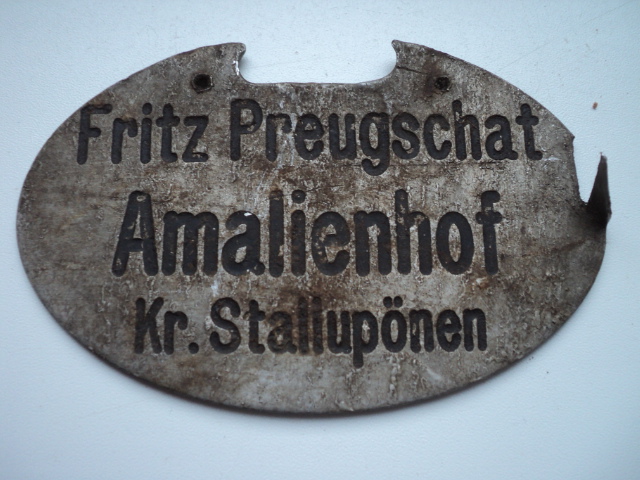 Fritz Preugschat
Amalienhof
Kr. Stallupönen